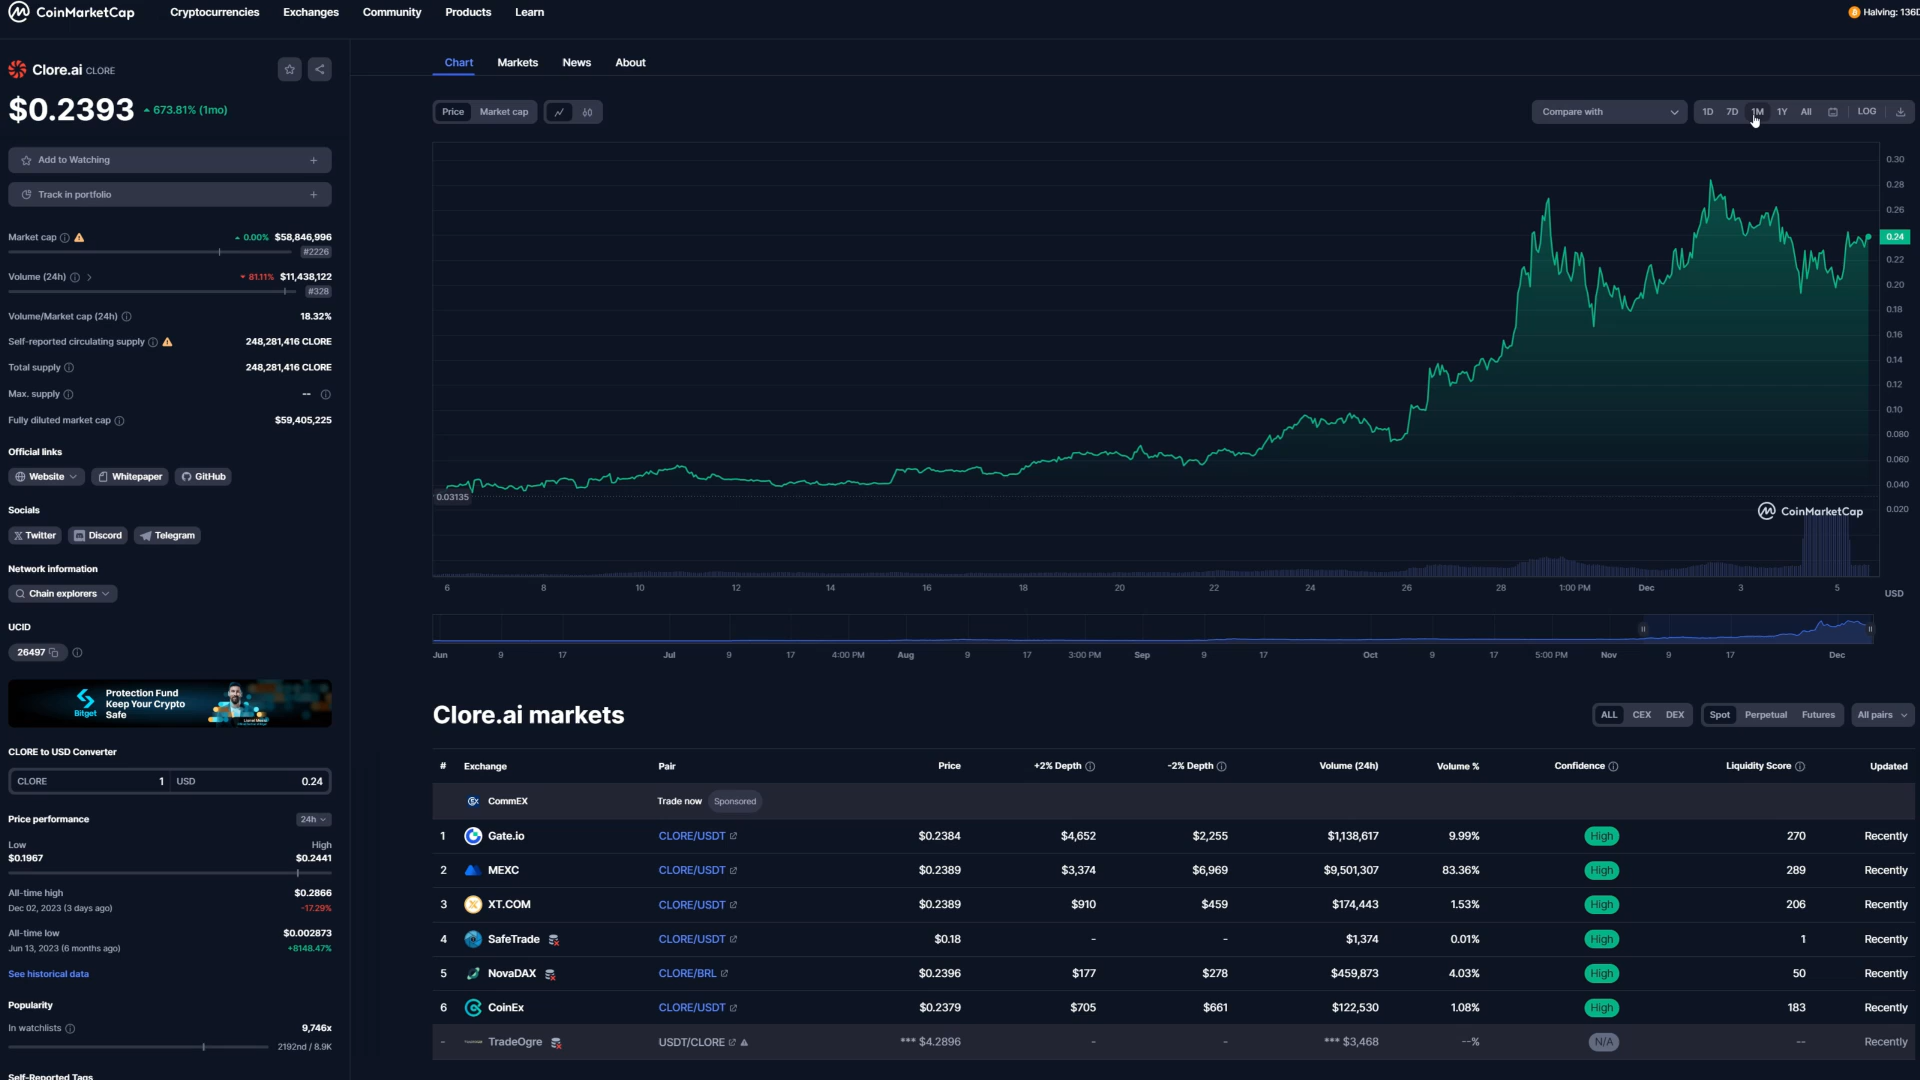 CoinMarketCap
Cryptocurrencies
Exchanges
Community
Products
Learn
Halving: 136D
Clore.ai CLORE
$0.2393 673.81% (1mo)
Add to Watching
Track in portfolio
Market cap 0.00% $58,846,996
#2226
Volume (24h) 81.11% $11,438,122
#328
Volume/Market cap (24h) 18.32%
Self-reported circulating supply 248,281,416 CLORE
Total supply 248,281,416 CLORE
Max. supply --
Fully diluted market cap $59,405,225
Official links
Website Whitepaper GitHub
Socials
Twitter Discord Telegram
Network information
Chain explorers
UCID
26497
Bitget
Protection Fund
Keep Your Crypto
Safe
CLORE to USD Converter
CLORE 1 USD 0.24
Price performance 24h
Low High
$0.1967 $0.2441
All-time high $0.2866
Dec 02, 2023 (3 days ago) -17.29%
All-time low $0.002873
Jun 13, 2023 (6 months ago) +8148.47%
See historical data
Popularity
In watchlists 9,746x
2192nd / 8.9K
Self-Reported Tags
Chart Markets News About
Price Market cap
Compare with
1D 7D 1M 1Y All LOG
0.30
0.28
0.26
0.24
0.22
0.20
0.18
0.16
0.14
0.12
0.10
0.080
0.060
0.040
0.020
0.03135
CoinMarketCap
6 8 10 12 14 16 18 20 22 24 26 28 1:00 PM Dec 3 5 USD
Jun 9 17 Jul 9 17 4:00 PM Aug 9 17 3:00 PM Sep 9 17 Oct 9 17 5:00 PM Nov 9 17 Dec
Clore.ai markets
ALL CEX DEX Spot Perpetual Futures All pairs
# Exchange Pair Price +2% Depth -2% Depth Volume (24h) Volume % Confidence Liquidity Score Updated
CommEX Trade now Sponsored
1 Gate.io CLORE/USDT $0.2384 $4,652 $2,255 $1,138,617 9.99% High 270 Recently
2 MEXC CLORE/USDT $0.2389 $3,374 $6,969 $9,501,307 83.36% High 289 Recently
3 XT.COM CLORE/USDT $0.2389 $910 $459 $174,443 1.53% High 206 Recently
4 SafeTrade CLORE/USDT $0.18 - - $1,374 0.01% High 1 Recently
5 NovaDAX CLORE/BRL $0.2396 $177 $278 $459,873 4.03% High 50 Recently
6 CoinEx CLORE/USDT $0.2379 $705 $661 $122,530 1.08% High 183 Recently
- TradeOgre USDT/CLORE *** $4.2896 - - *** $3,468 --% N/A -- Recently